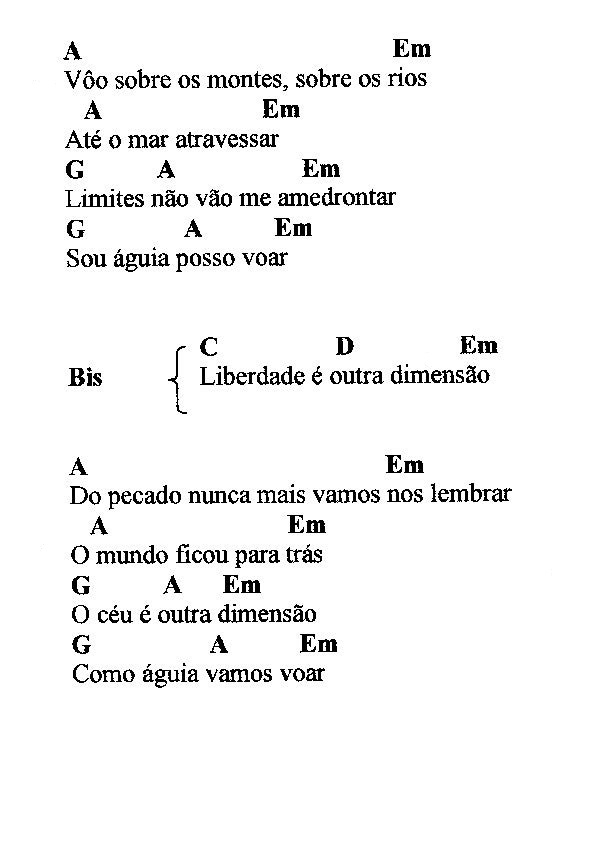 A Em
Vôo sobre os montes, sobre os rios
A Em
Até o mar atravessar
G A Em
Limites não vão me amedrontar
G A Em
Sou águia posso voar
C D Em
Bis { Liberdade é outra dimensão
A Em
Do pecado nunca mais vamos nos lembrar
A Em
O mundo ficou para trás
G A Em
O céu é outra dimensão
G A Em
Como águia vamos voar